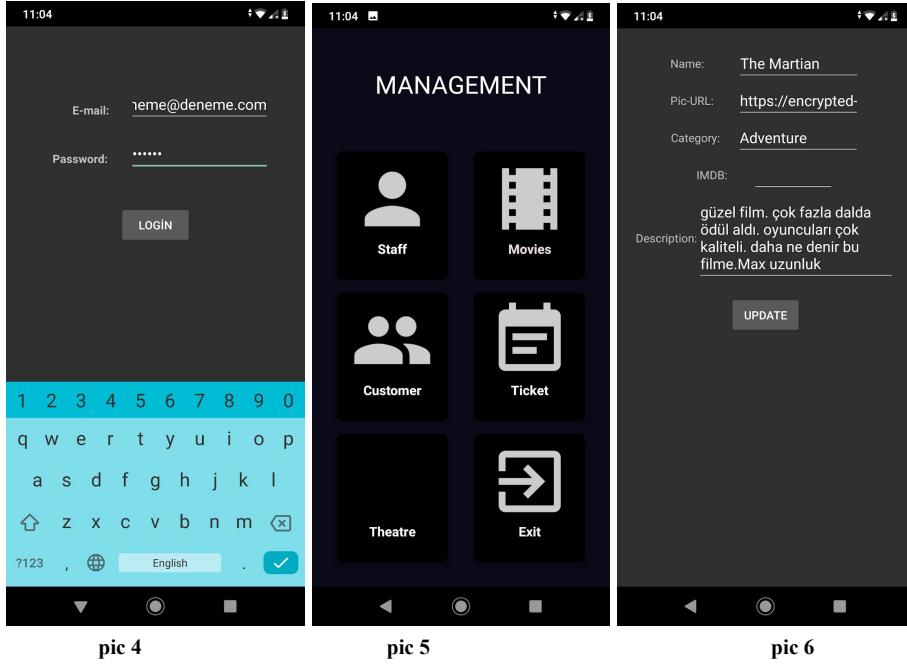 11:04
E-mail:
neme@deneme.com
Password:
••••••
LOGİN
1 2 3 4 5 6 7 8 9 0
q w e r t y u i o p
a s d f g h j k l
z x c v b n m
?123 , English .
pic 4
11:04
MANAGEMENT
Staff
Movies
Customer
Ticket
Theatre
Exit
pic 5
11:04
Name: The Martian
Pic-URL: https://encrypted-
Category: Adventure
IMDB:
Description:
güzel film. çok fazla dalda
ödül aldı. oyuncuları çok
kaliteli. daha ne denir bu
filme.Max uzunluk
UPDATE
pic 6